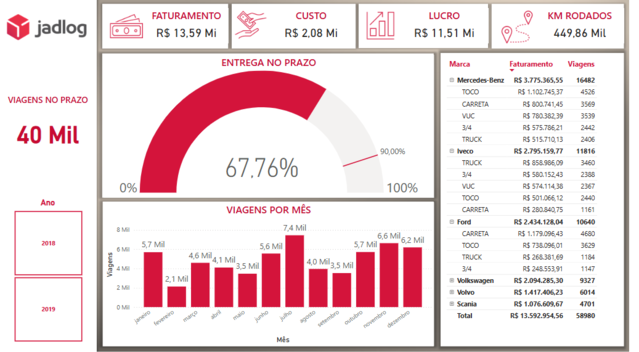 jadlog
FATURAMENTO
R$ 13,59 Mi
CUSTO
R$ 2,08 Mi
LUCRO
R$ 11,51 Mi
KM RODADOS
449,86 Mil
VIAGENS NO PRAZO
40 Mil
Ano
2018
2019
ENTREGA NO PRAZO
67,76%
90,00%
0%
100%
VIAGENS POR MÊS
Viagens
8 Mil
6 Mil
4 Mil
2 Mil
0 Mil
5,7 Mil
2,1 Mil
4,6 Mil
4,1 Mil
3,5 Mil
5,6 Mil
7,4 Mil
4,0 Mil
3,5 Mil
5,7 Mil
6,6 Mil
6,2 Mil
janeiro
fevereiro
março
abril
maio
junho
julho
agosto
setembro
outubro
novembro
dezembro
Mês
Marca Faturamento Viagens
Mercedes-Benz R$ 3.775.365,55 16482
TOCO R$ 1.102.745,37 4526
CARRETA R$ 800.741,45 3569
VUC R$ 780.382,39 3539
3/4 R$ 575.786,21 2442
TRUCK R$ 515.710,13 2406
Iveco R$ 2.795.159,77 11816
TRUCK R$ 858.986,09 3460
3/4 R$ 580.152,43 2388
VUC R$ 574.114,38 2367
TOCO R$ 501.066,12 2440
CARRETA R$ 280.840,75 1161
Ford R$ 2.434.128,04 10640
CARRETA R$ 1.179.096,43 4680
TOCO R$ 738.096,01 3629
TRUCK R$ 268.381,69 1184
3/4 R$ 248.553,91 1147
Volkswagen R$ 2.094.285,30 9327
Volvo R$ 1.417.406,23 6014
Scania R$ 1.076.609,67 4701
Total R$ 13.592.954,56 58980